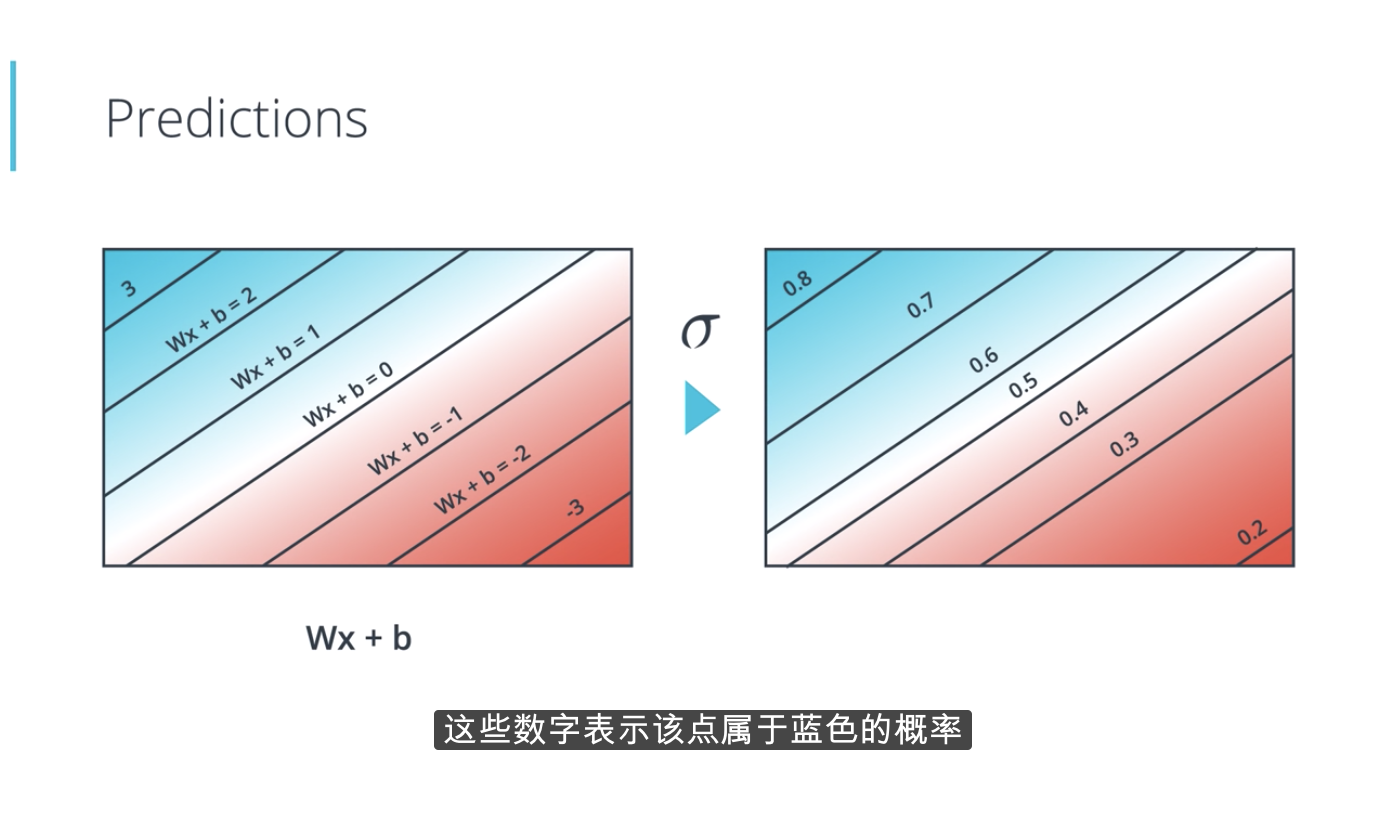 Predictions
3
Wx + b = 2
Wx + b = 1
Wx + b = 0
Wx + b = -1
Wx + b = -2
-3
σ
0.8
0.7
0.6
0.5
0.4
0.3
0.2
Wx + b
这些数字表示该点属于蓝色的概率